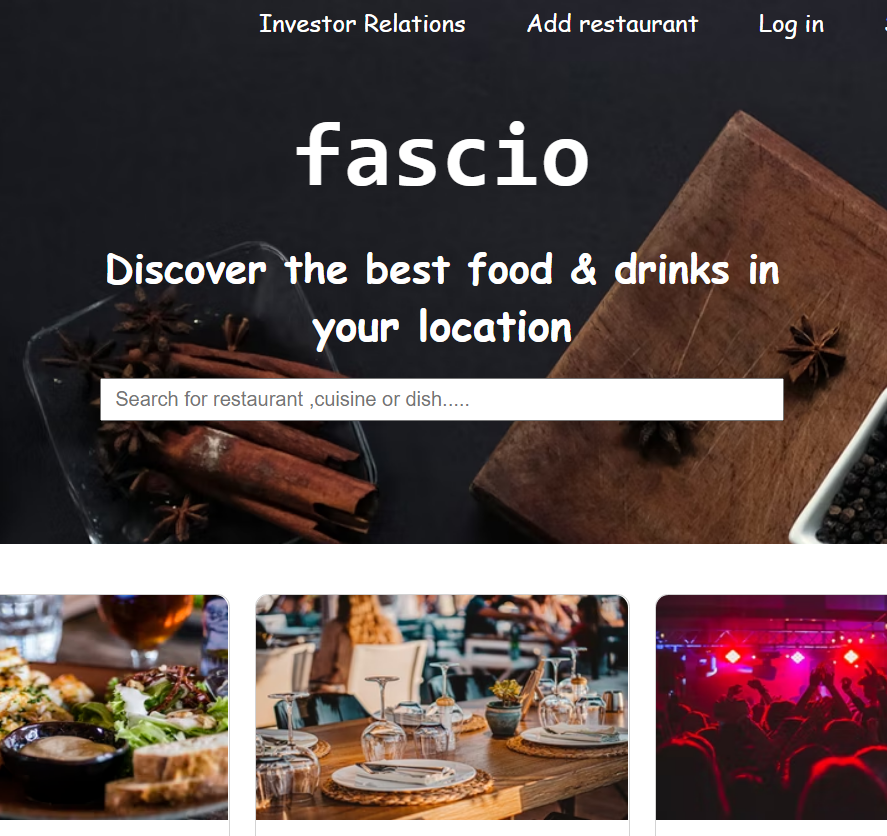 Investor Relations Add restaurant Log in
fascio
Discover the best food & drinks in
your location
Search for restaurant ,cuisine or dish.....